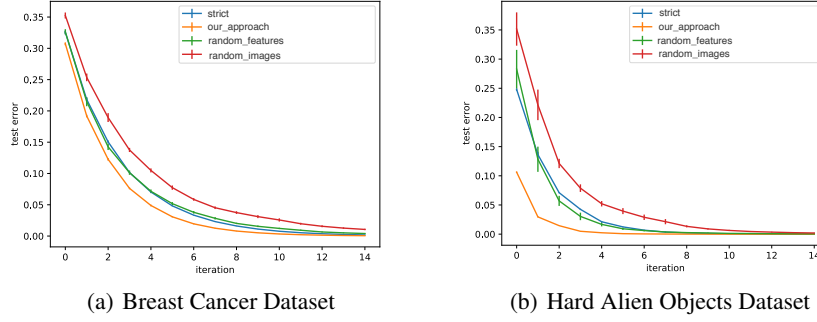 strict
our_approach
random_features
random_images
0.35
0.30
0.25
0.20
0.15
0.10
0.05
0.00
test error
0 2 4 6 8 10 12 14
iteration
(a) Breast Cancer Dataset
strict
our_approach
random_features
random_images
0.35
0.30
0.25
0.20
0.15
0.10
0.05
0.00
test error
0 2 4 6 8 10 12 14
iteration
(b) Hard Alien Objects Dataset